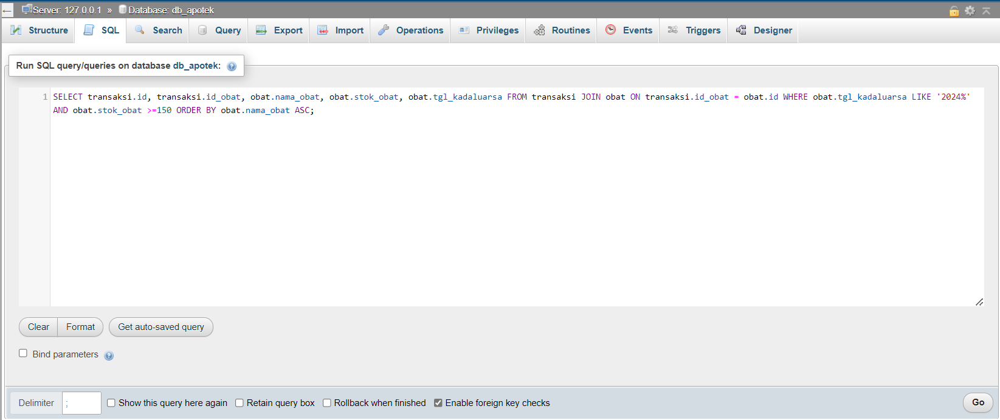 Server: 127.0.0.1 » Database: db_apotek
Structure SQL Search Query Export Import Operations Privileges Routines Events Triggers Designer
Run SQL query/queries on database db_apotek:
1 SELECT transaksi.id, transaksi.id_obat, obat.nama_obat, obat.stok_obat, obat.tgl_kadaluarsa FROM transaksi JOIN obat ON transaksi.id_obat = obat.id WHERE obat.tgl_kadaluarsa LIKE '2024%'
AND obat.stok_obat >=150 ORDER BY obat.nama_obat ASC;
Clear Format Get auto-saved query
Bind parameters
Delimiter ; Show this query here again Retain query box Rollback when finished Enable foreign key checks Go